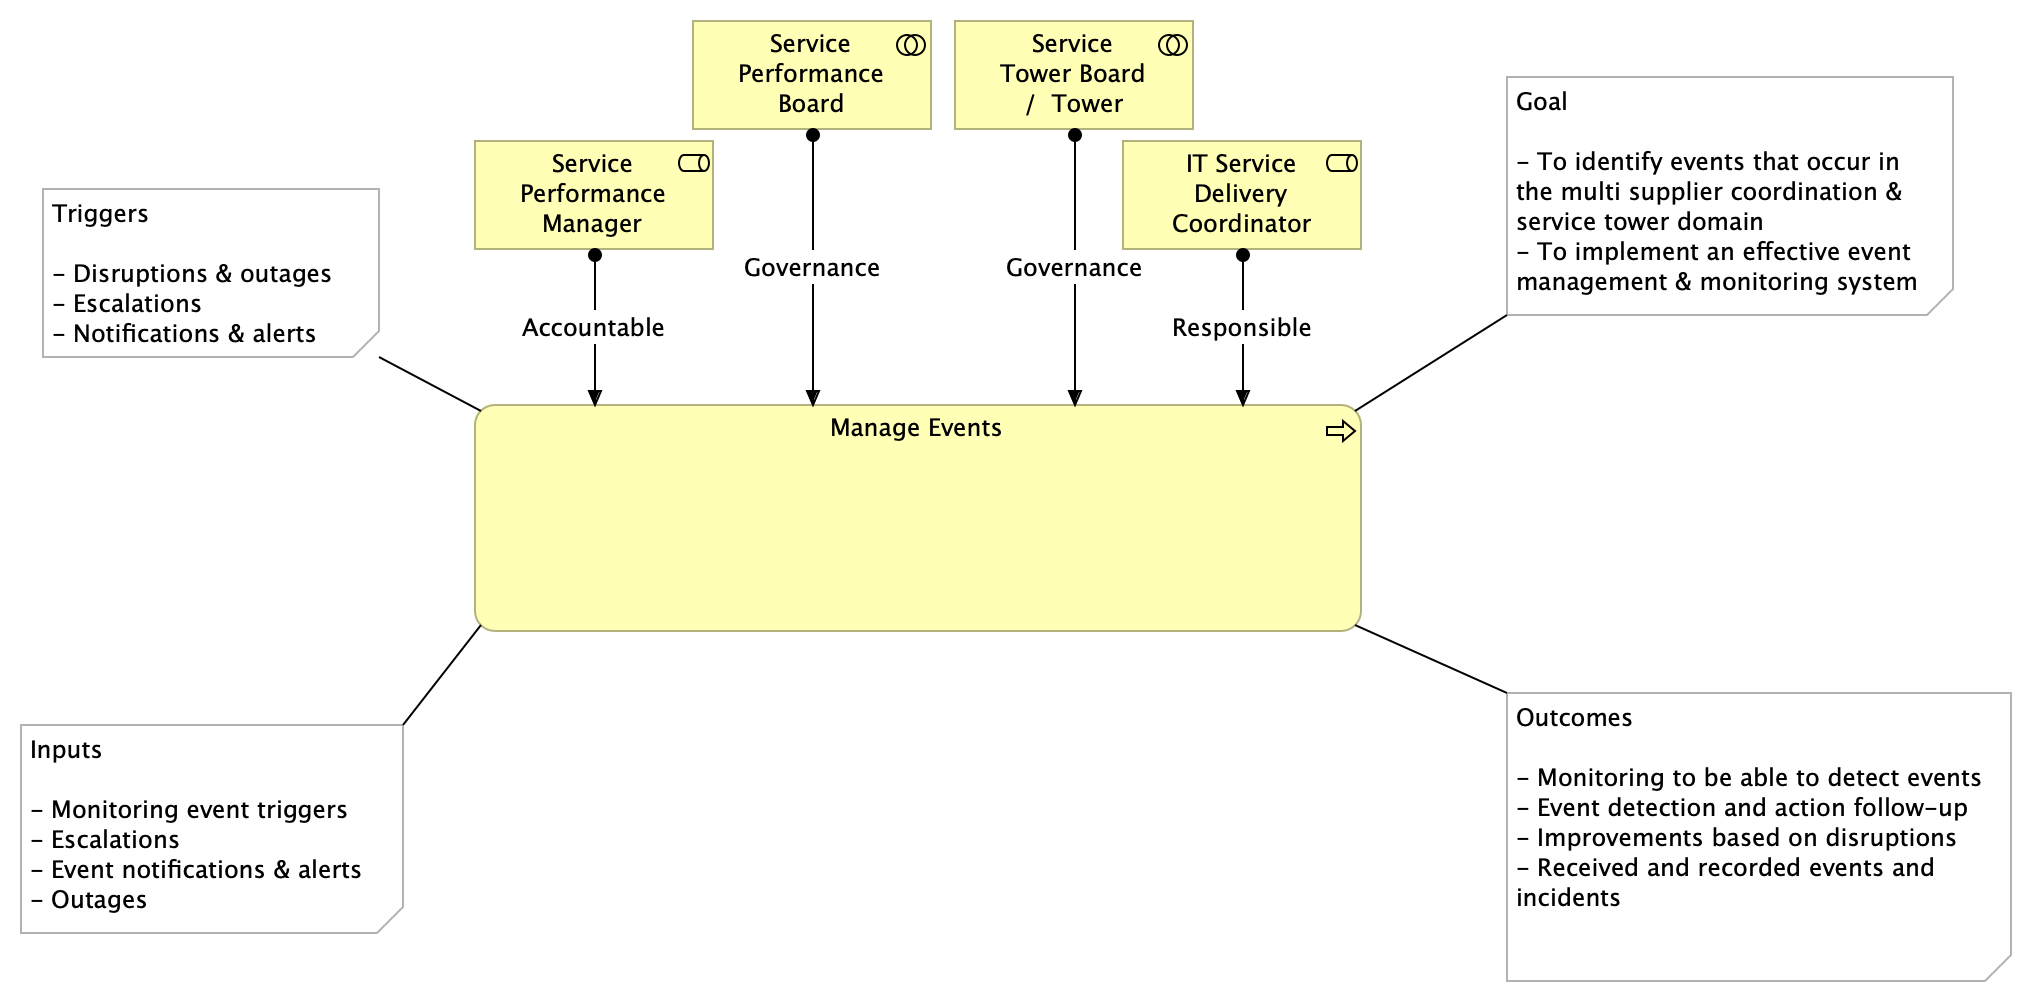 Service
Performance
Board
Service
Tower Board
/ Tower
Service
Performance
Manager
IT Service
Delivery
Coordinator
Goal
- To identify events that occur in
the multi supplier coordination &
service tower domain
- To implement an effective event
management & monitoring system
Triggers
- Disruptions & outages
- Escalations
- Notifications & alerts
Governance
Governance
Accountable
Responsible
Manage Events
Inputs
- Monitoring event triggers
- Escalations
- Event notifications & alerts
- Outages
Outcomes
- Monitoring to be able to detect events
- Event detection and action follow-up
- Improvements based on disruptions
- Received and recorded events and
incidents